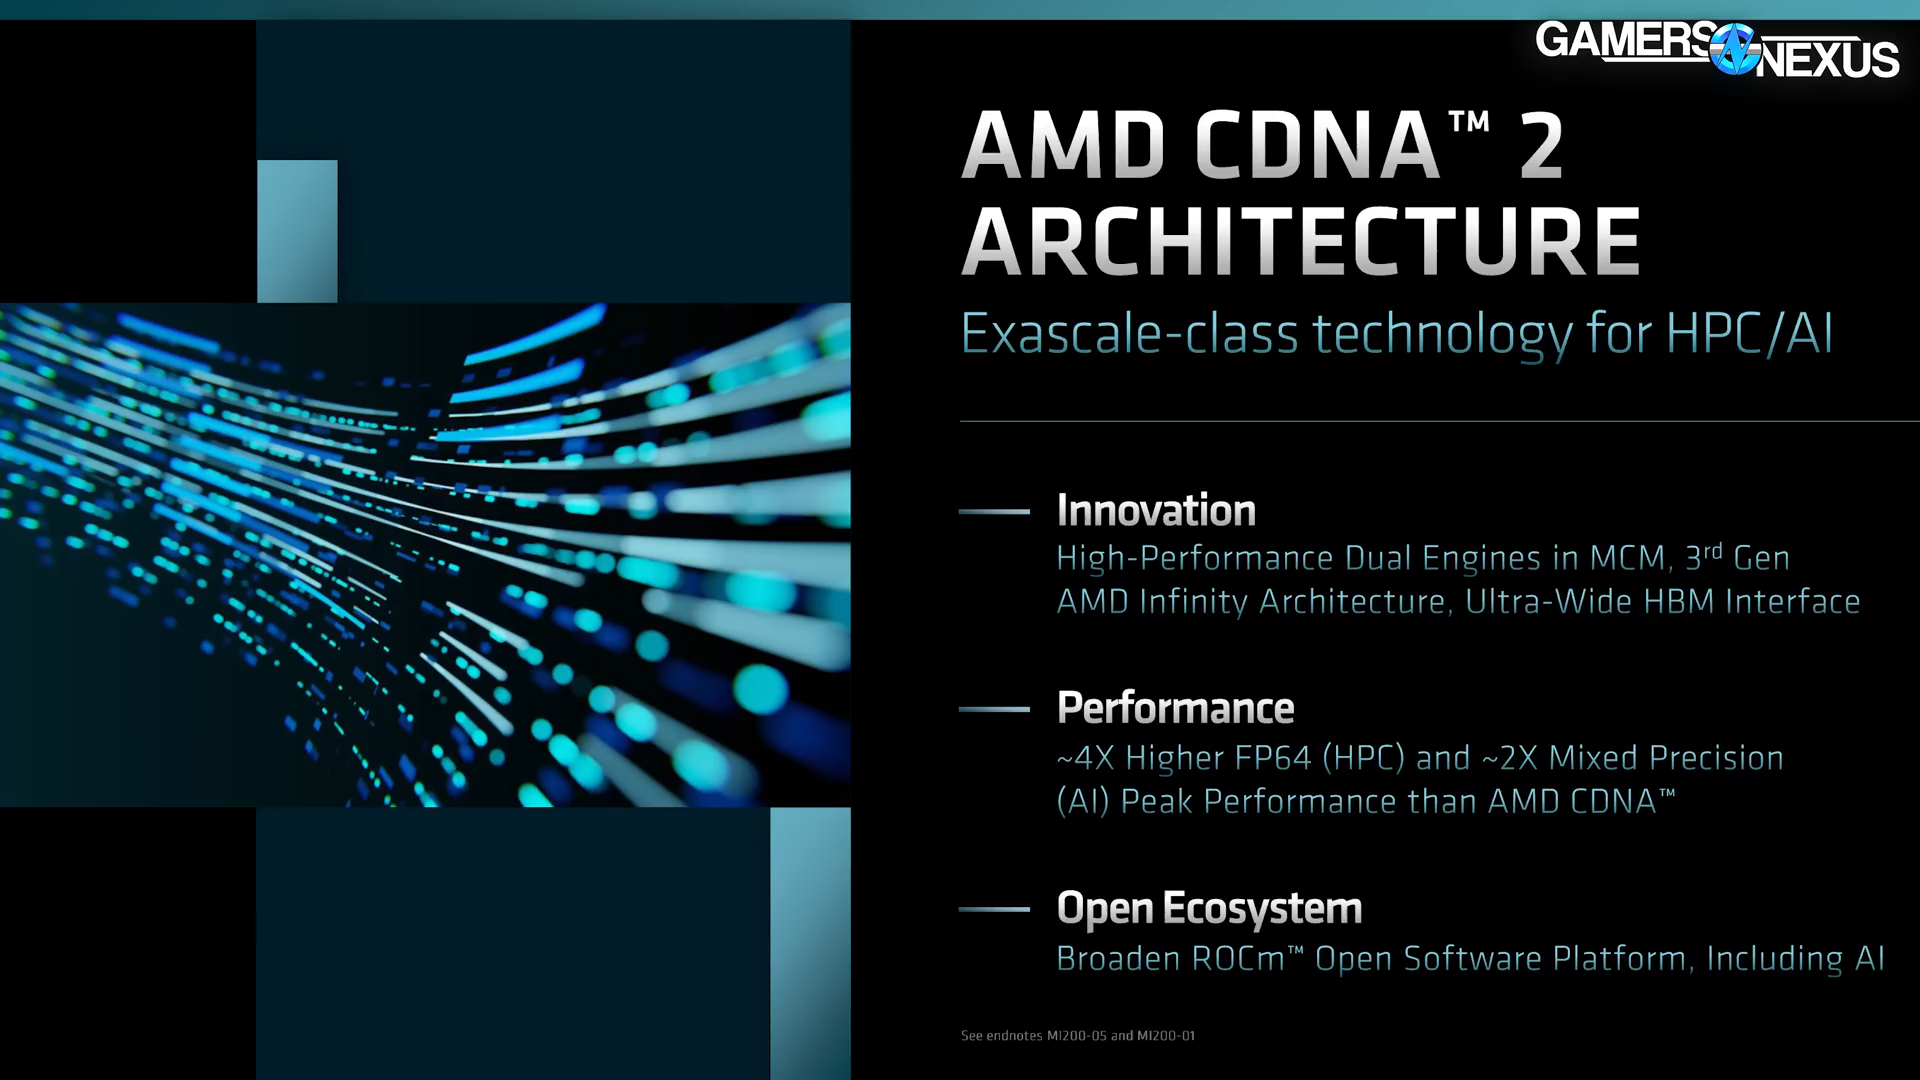 GAMERS NEXUS
AMD CDNA™ 2
ARCHITECTURE
Exascale-class technology for HPC/AI
Innovation
High-Performance Dual Engines in MCM, 3rd Gen
AMD Infinity Architecture, Ultra-Wide HBM Interface
Performance
~4X Higher FP64 (HPC) and ~2X Mixed Precision
(AI) Peak Performance than AMD CDNA™
Open Ecosystem
Broaden ROCm™ Open Software Platform, Including AI
See endnotes MI200-05 and MI200-01